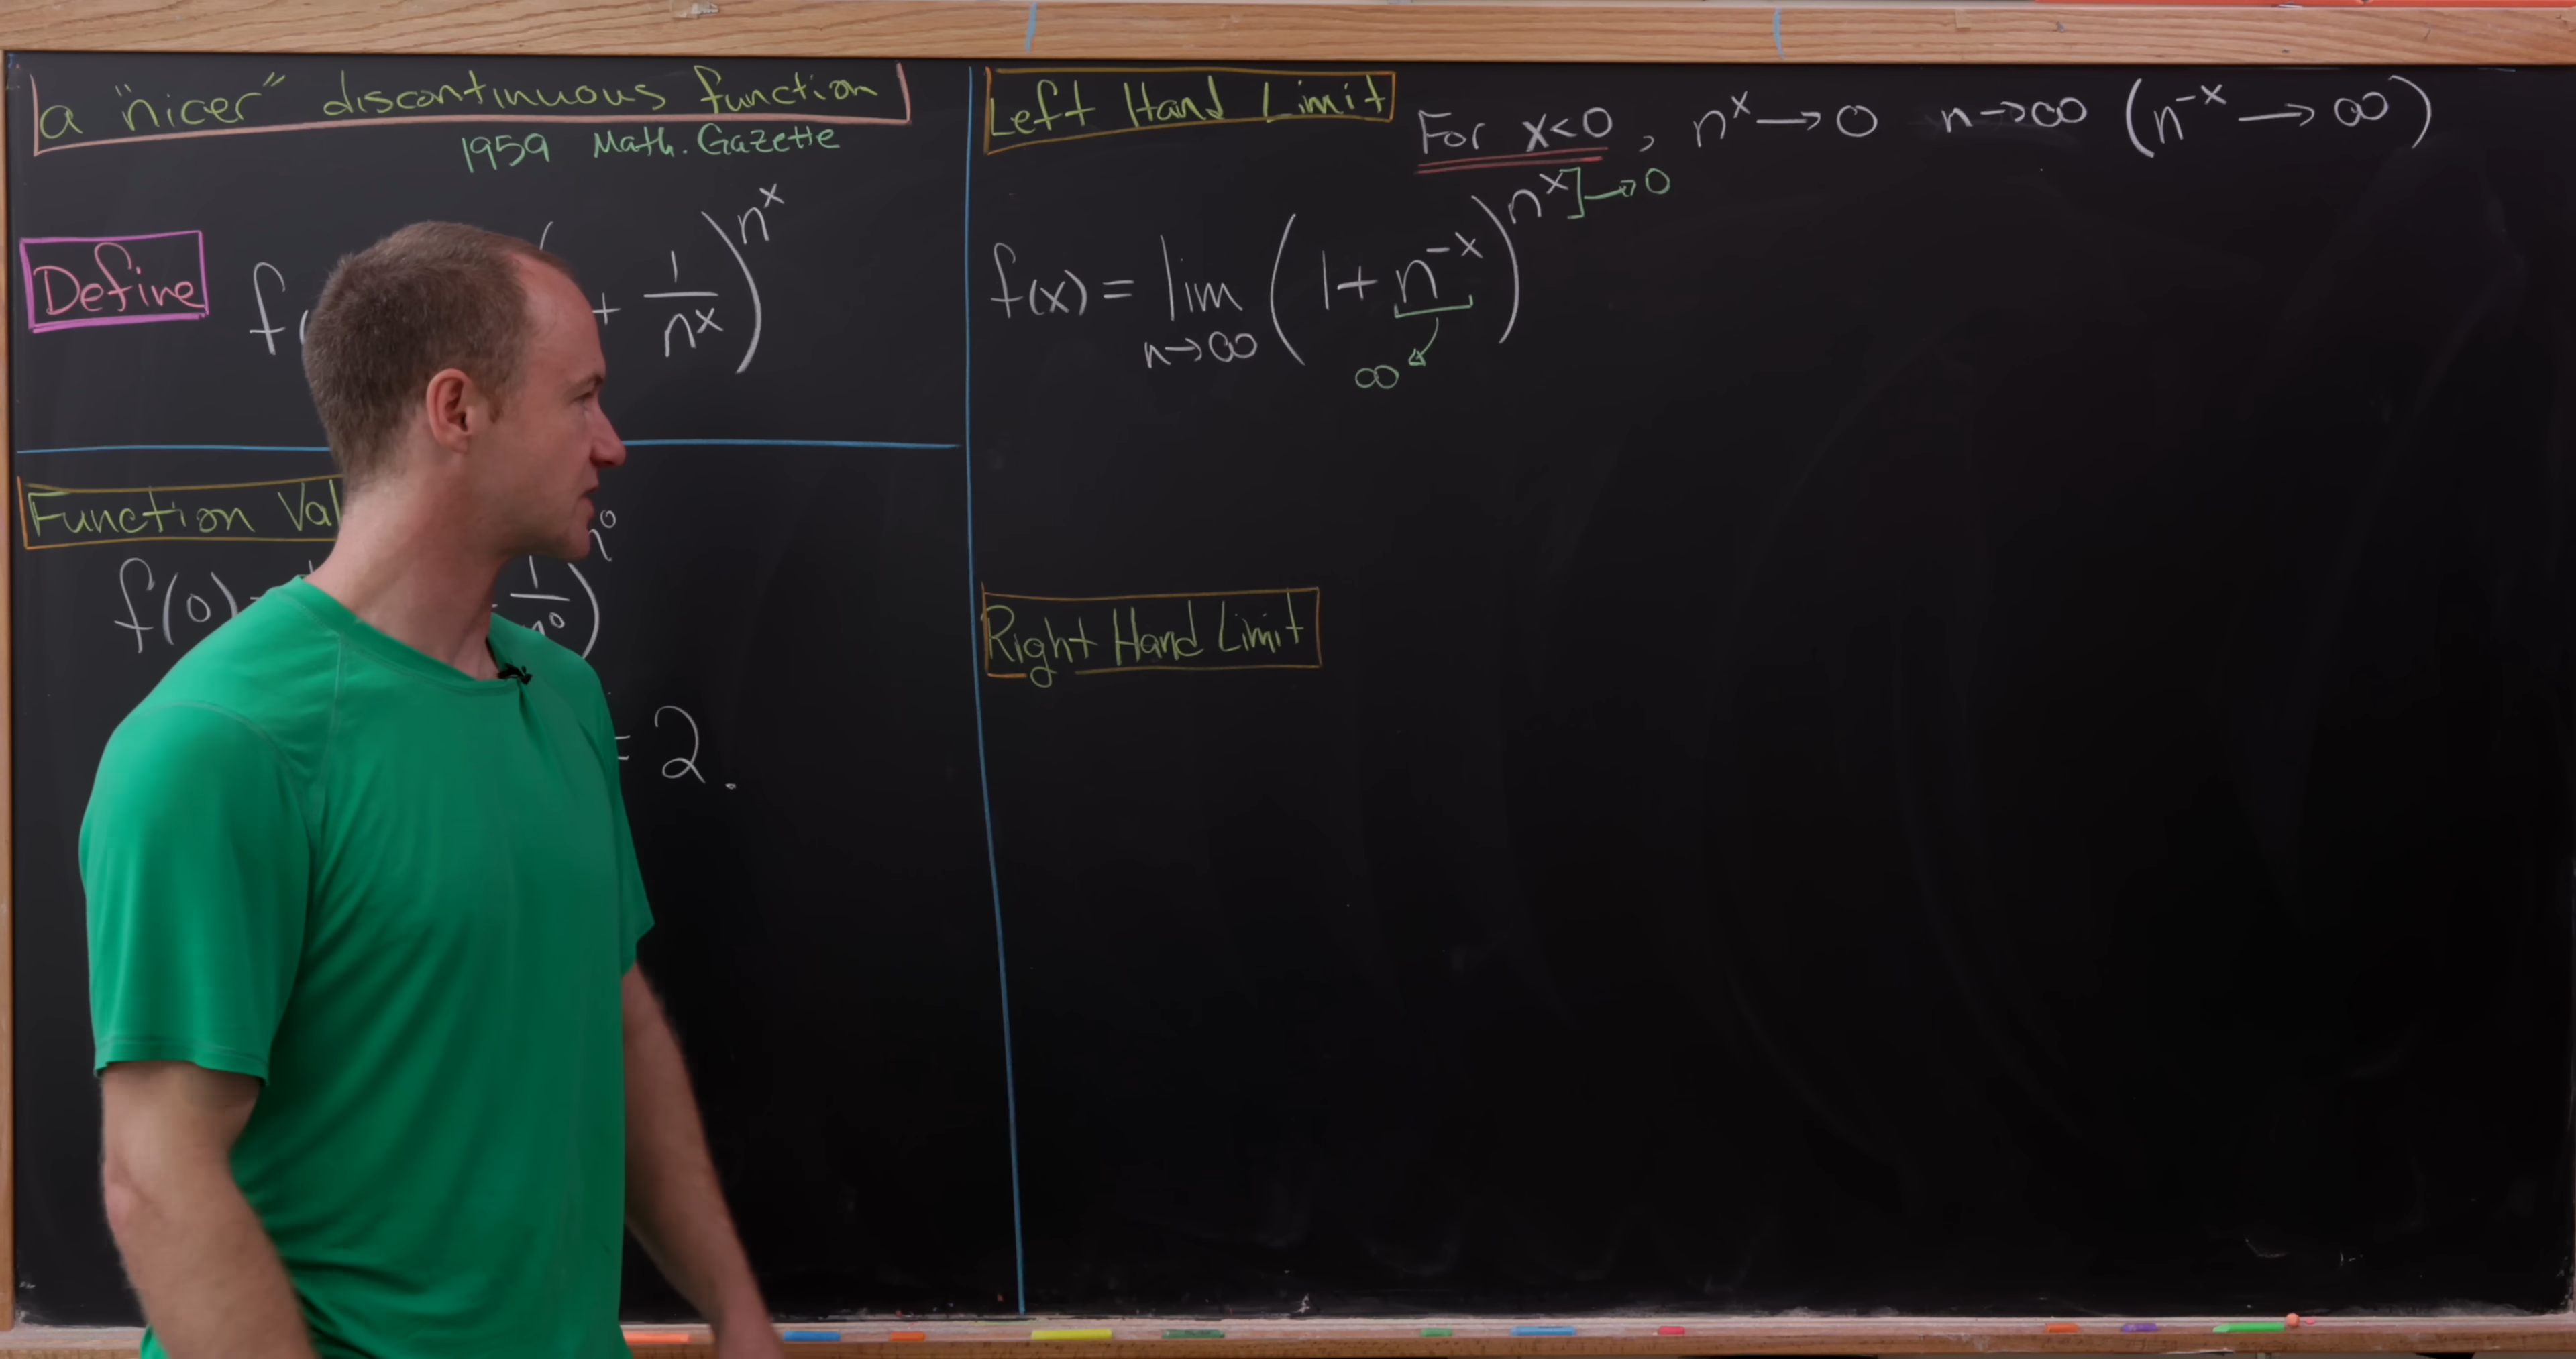 a "nicer" discontinuous function
1959 Math. Gazette
Define f( + 1/n^x)^n^x
Function Val
f(0) 1/n^0)^n^0
= 2.
Left Hand Limit
For x<0, n^x → 0 n→∞ (n^-x → ∞)
f(x) = lim n→∞ (1 + n^-x)^n^x] → 0
∞
Right Hand Limit